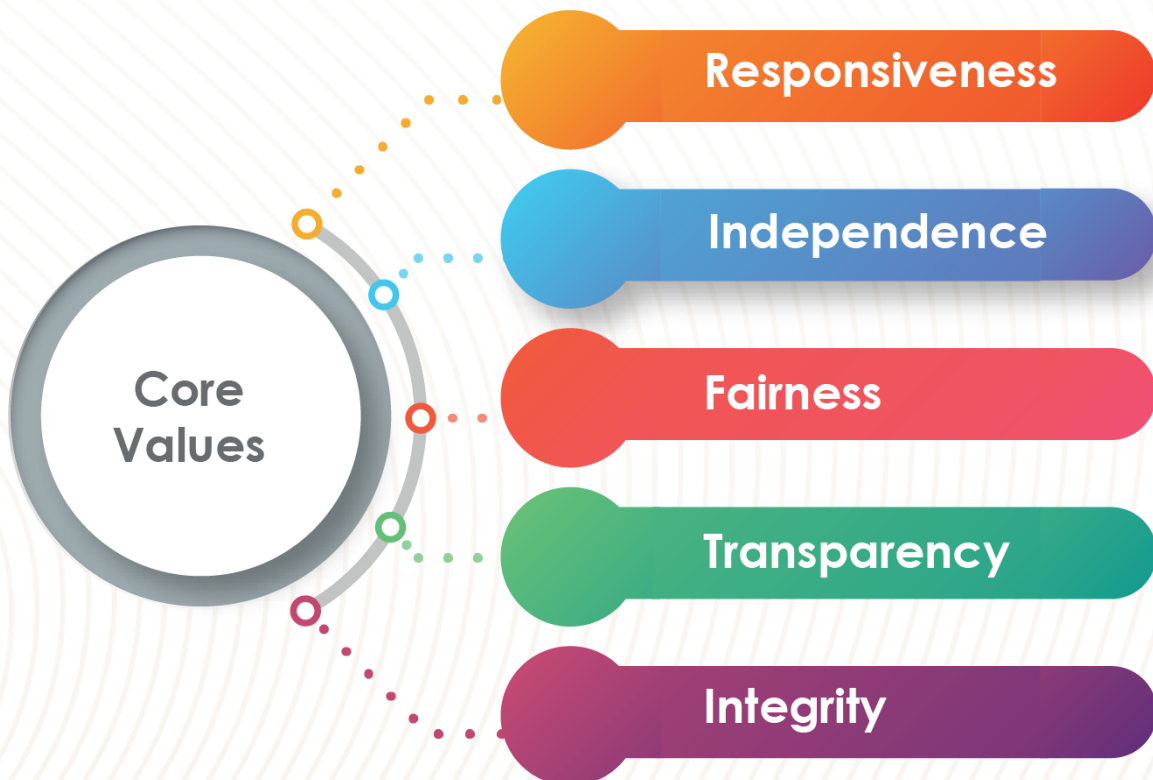 Core
Values
Responsiveness
Independence
Fairness
Transparency
Integrity